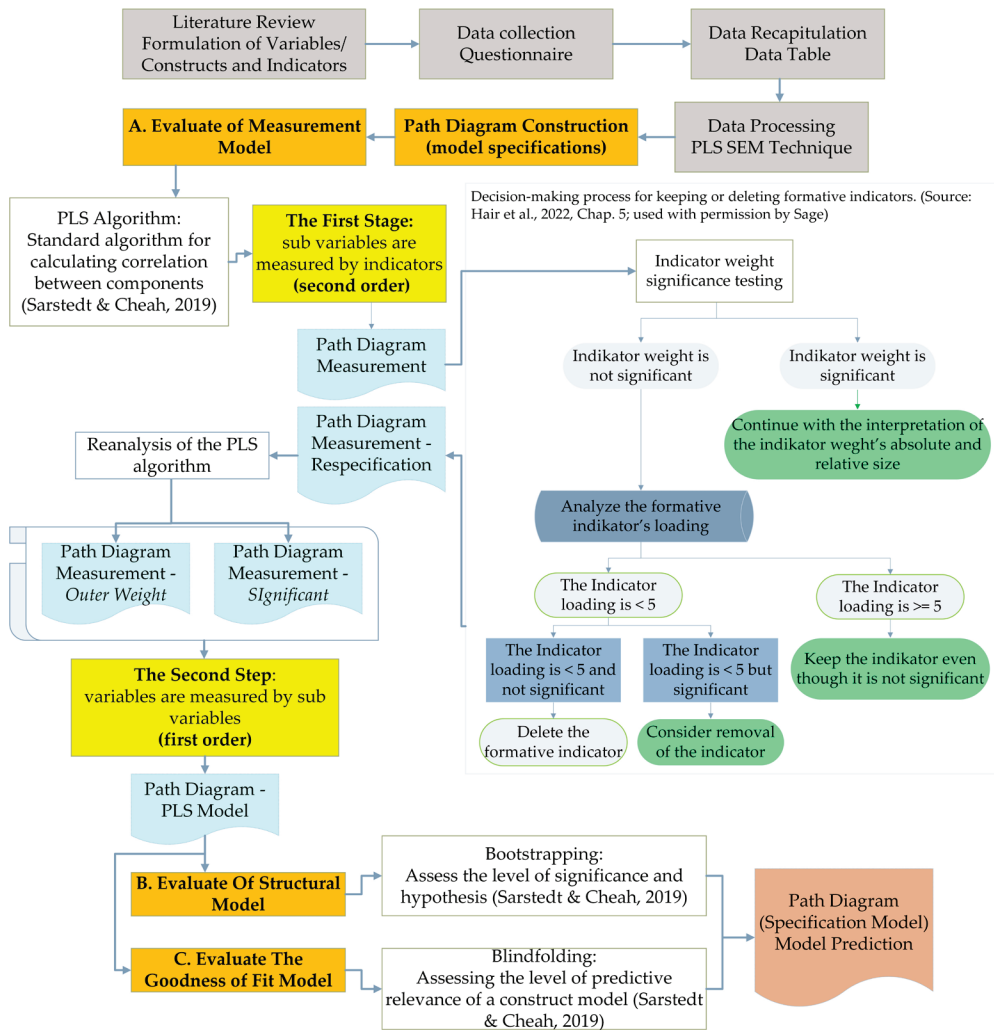 Literature Review
Formulation of Variables/
Constructs and Indicators
Data collection
Questionnaire
Data Recapitulation
Data Table
A. Evaluate of Measurement
Model
Path Diagram Construction
(model specifications)
Data Processing
PLS SEM Technique
Decision-making process for keeping or deleting formative indicators. (Source:
Hair et al., 2022, Chap. 5; used with permission by Sage)
PLS Algorithm:
Standard algorithm for
calculating correlation
between components
(Sarstedt & Cheah, 2019)
The First Stage:
sub variables are
measured by indicators
(second order)
Indicator weight
significance testing
Path Diagram
Measurement
Indikator weight is
not significant
Indikator weight is
significant
Continue with the interpretation of
the indikator weght's absolute and
relative size
Path Diagram
Measurement -
Respecification
Reanalysis of the PLS
algorithm
Analyze the formative
indikator's loading
Path Diagram
Measurement -
Outer Weight
Path Diagram
Measurement -
SIgnificant
The Indicator
loading is < 5
The Indicator
loading is >= 5
The Indicator
loading is < 5 and
not significant
The Indicator
loading is < 5 but
significant
Keep the indikator even
though it is not significant
Delete the
formative indicator
Consider removal
of the indicator
The Second Step:
variables are measured by sub
variables
(first order)
Path Diagram -
PLS Model
B. Evaluate Of Structural
Model
Bootstrapping:
Assess the level of significance and
hypothesis (Sarstedt & Cheah, 2019)
C. Evaluate The
Goodness of Fit Model
Blindfolding:
Assessing the level of predictive
relevance of a construct model (Sarstedt
& Cheah, 2019)
Path Diagram
(Specification Model)
Model Prediction